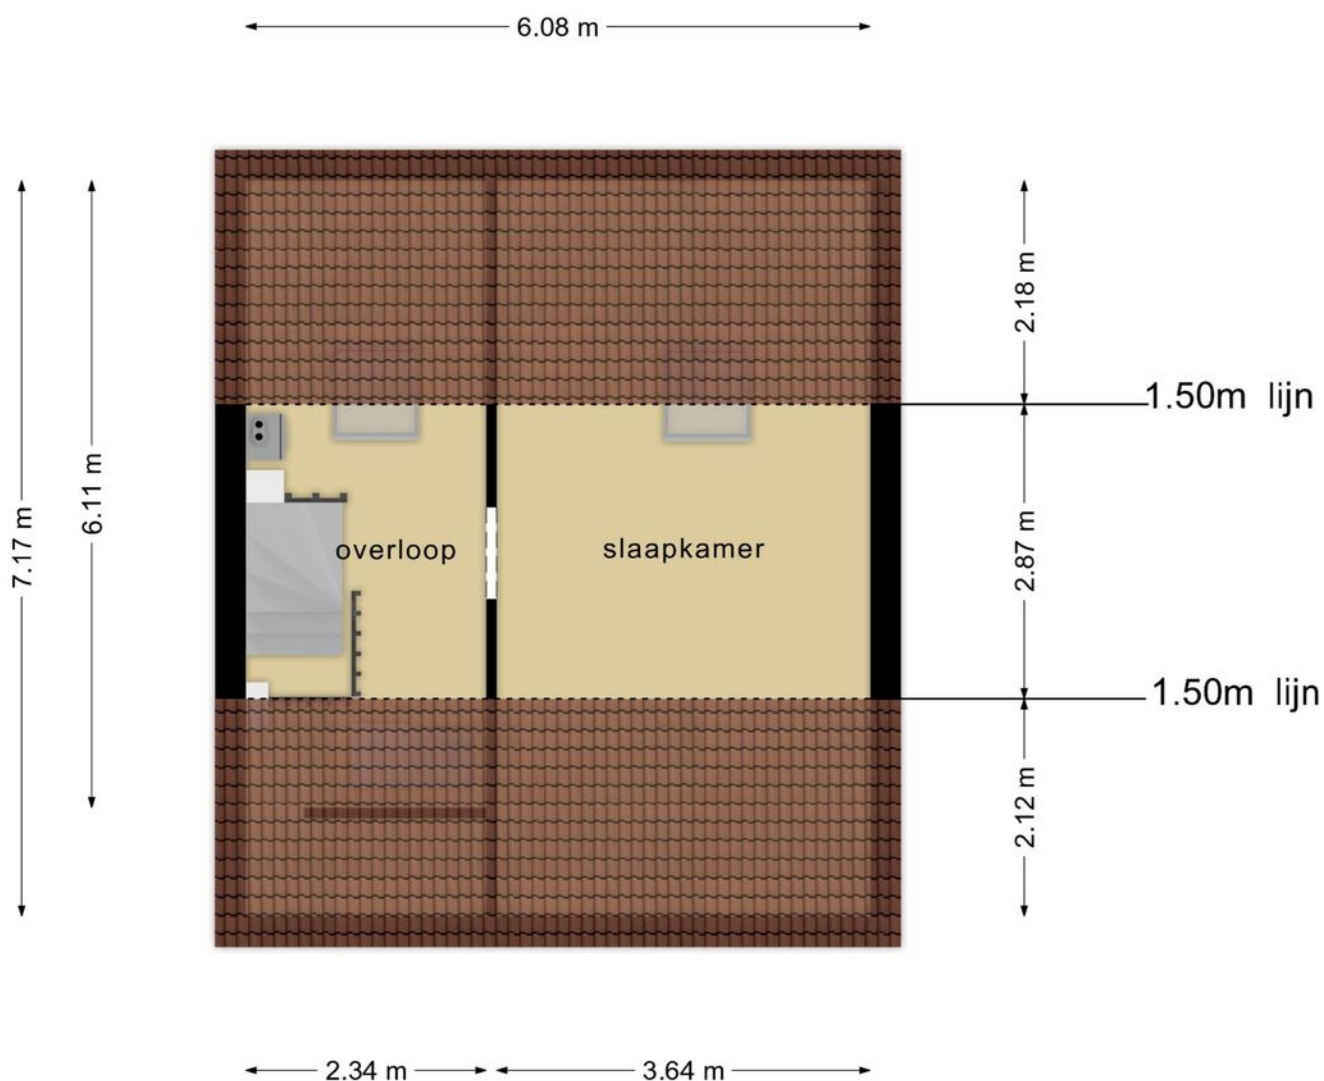 6.08 m
2.18 m
1.50m lijn
6.11 m
7.17 m
overloop
slaapkamer
2.87 m
1.50m lijn
2.12 m
2.34 m
3.64 m